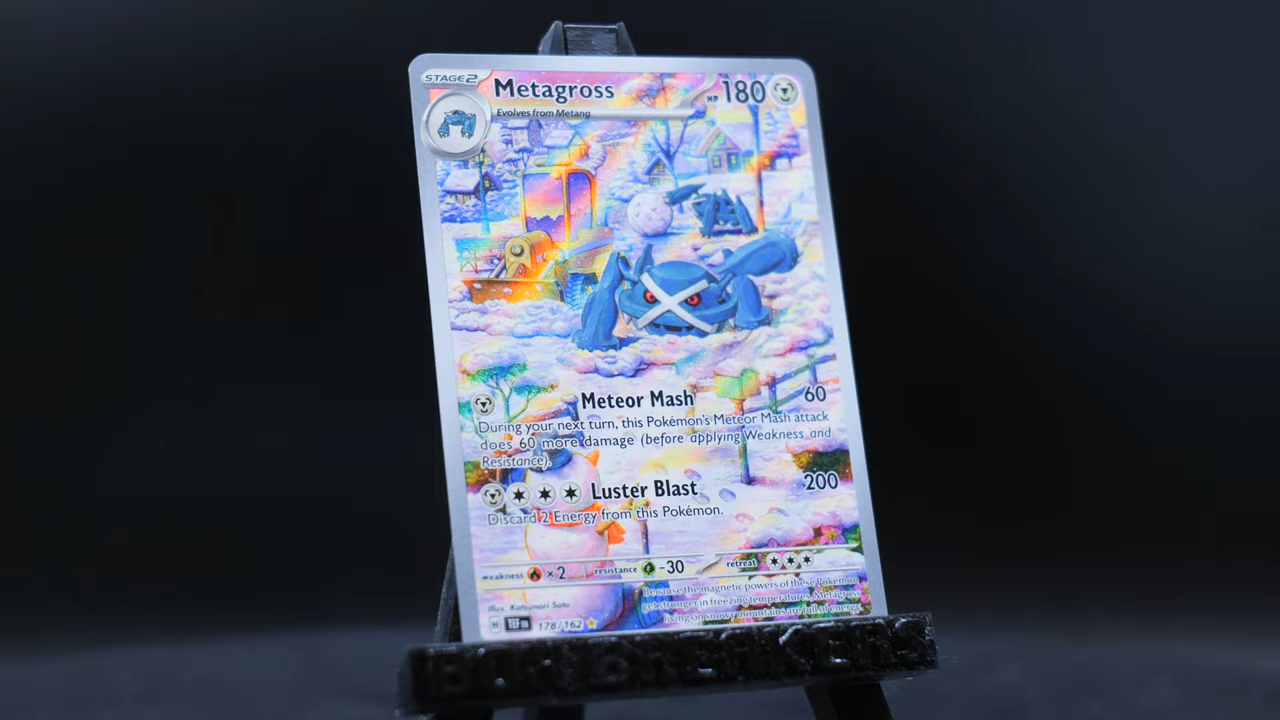 STAGE2
Metagross
HP 180
Evolves from Metang
Meteor Mash 60
During your next turn, this Pokémon's Meteor Mash attack
does 60 more damage (before applying Weakness and
Resistance).
Luster Blast 200
Discard 2 Energy from this Pokémon.
weakness ×2 resistance -30 retreat
Because the magnetic powers of these Pokémon
get stronger in freezing temperatures, Metagross
living on snowy mountains are full of energy.
Illus. Katsunori Sato
H TEF EN 178/162